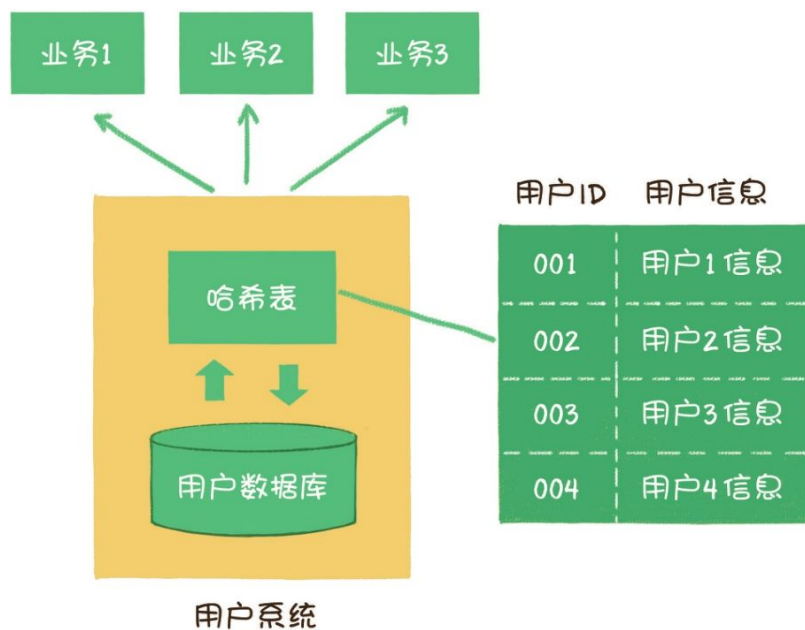 业务1 业务2 业务3
用户ID 用户信息
001 用户1信息
哈希表
002 用户2信息
003 用户3信息
用户数据库
004 用户4信息
用户系统